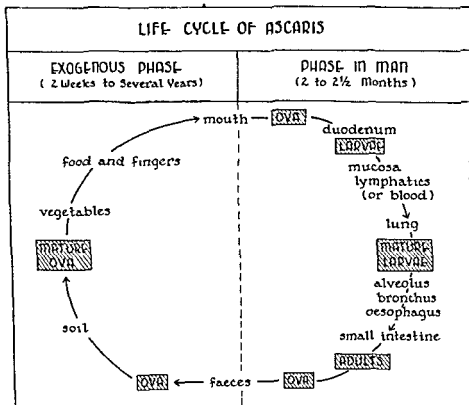 LIFE CYCLE OF ASCARIS
EXOGENOUS PHASE
(2 Weeks to Several Years)
PHASE IN MAN
(2 to 2½ Months)
mouth
OVA
duodenum
LARVAE
mucosa
lymphatics
(or blood)
lung
MATURE
LARVAE
alveolus
bronchus
oesophagus
small intestine
ADULTS
OVA
faeces
OVA
soil
MATURE
OVA
vegetables
food and fingers